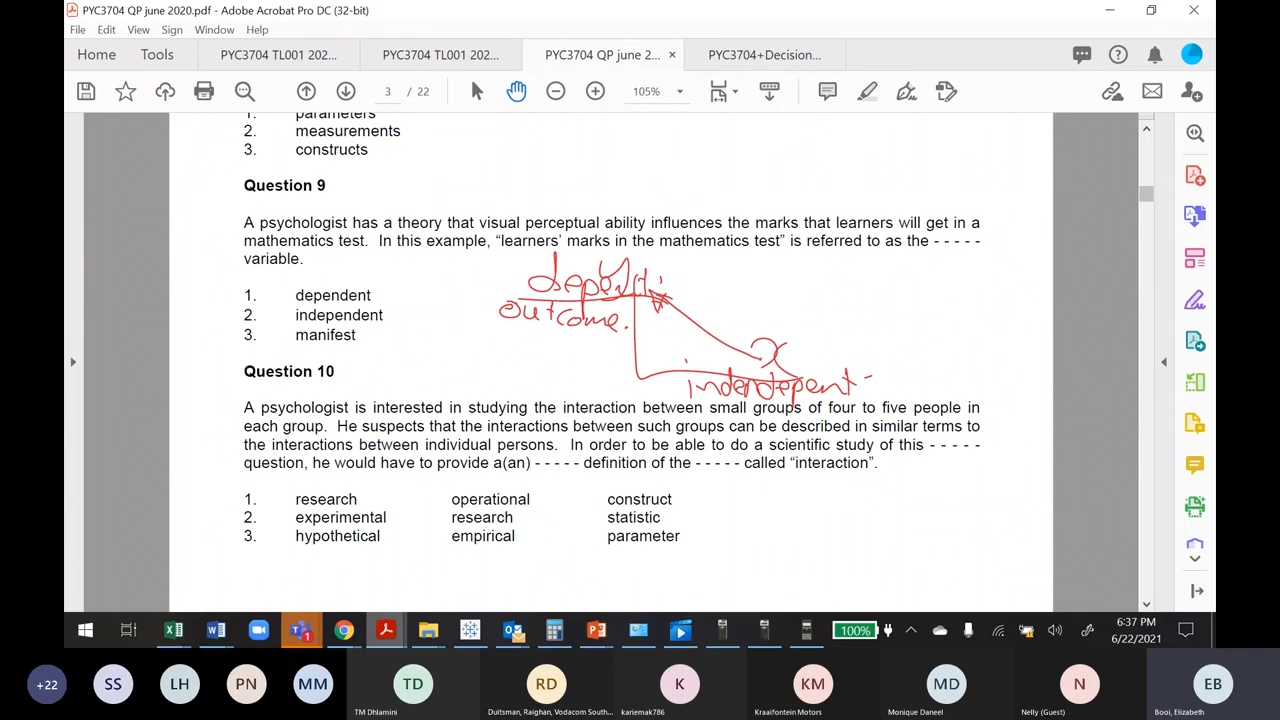 PYC3704 QP june 2020.pdf - Adobe Acrobat Pro DC (32-bit)
File Edit View Sign Window Help
Home Tools PYC3704 TL001 202... PYC3704 TL001 202... PYC3704 QP june 2... × PYC3704+Decision...
3 / 22 105%
1. parameters
2. measurements
3. constructs
Question 9
A psychologist has a theory that visual perceptual ability influences the marks that learners will get in a
mathematics test. In this example, “learners’ marks in the mathematics test” is referred to as the - - - - -
variable.
1. dependent
2. independent
3. manifest
outcome.
x
Question 10
A psychologist is interested in studying the interaction between small groups of four to five people in
each group. He suspects that the interactions between such groups can be described in similar terms to
the interactions between individual persons. In order to be able to do a scientific study of this - - - - -
question, he would have to provide a(an) - - - - - definition of the - - - - - called “interaction”.
1. research operational construct
2. experimental research statistic
3. hypothetical empirical parameter
100% 6:37 PM
6/22/2021
+22 SS LH PN MM TD RD K KM MD N EB
TM Dhlamini Duitsman, Raighan, Vodacom South... kariemak786 Kraaifontein Motors Monique Daneel Nelly (Guest) Booi, Elizabeth